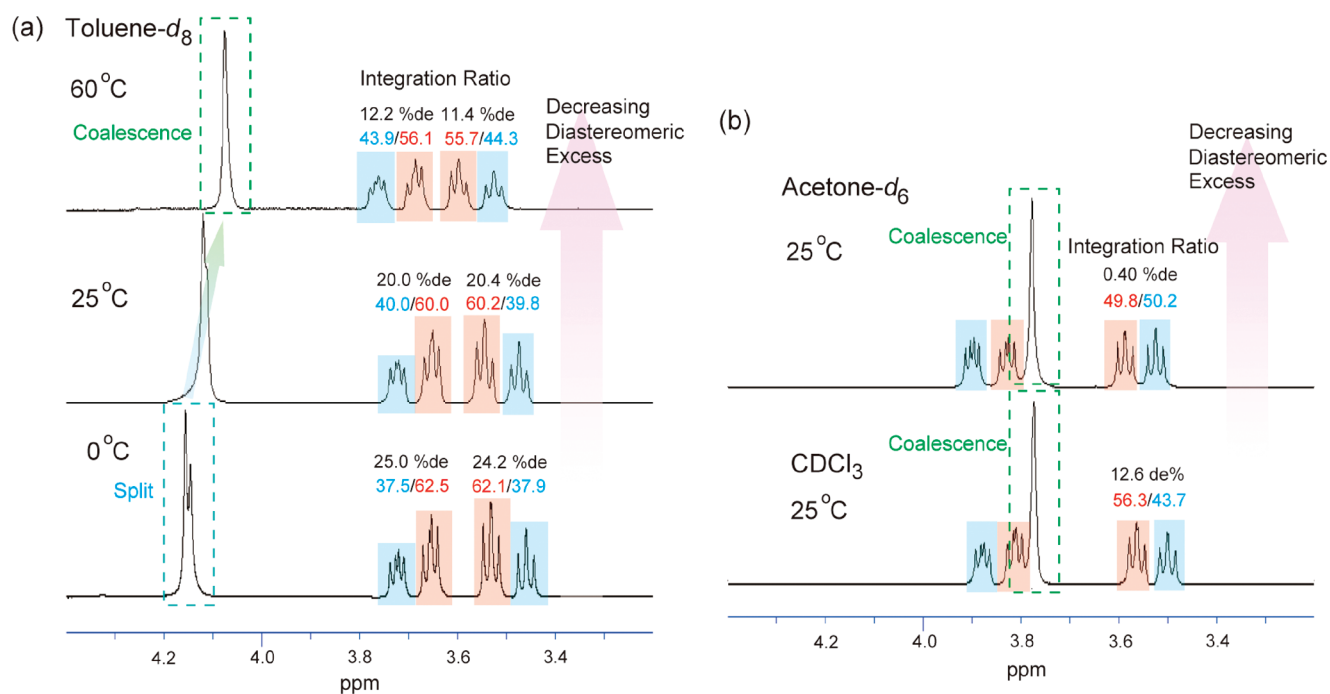 (a)
Toluene-d8
60 °C
Coalescence
Integration Ratio
12.2 %de 11.4 %de
43.9/56.1 55.7/44.3
Decreasing
Diastereomeric
Excess
25 °C
20.0 %de 20.4 %de
40.0/60.0 60.2/39.8
0 °C
Split
25.0 %de 24.2 %de
37.5/62.5 62.1/37.9
4.2 4.0 3.8 3.6 3.4
ppm
(b)
Decreasing
Diastereomeric
Excess
Acetone-d6
25 °C
Coalescence
Integration Ratio
0.40 %de
49.8/50.2
Coalescence
CDCl3
25 °C
12.6 de%
56.3/43.7
4.2 4.0 3.8 3.6 3.4
ppm